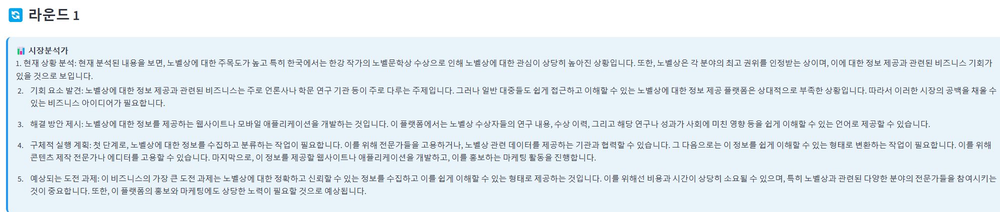 라운드 1
시장분석가
1. 현재 상황 분석: 현재 분석된 내용을 보면, 노벨상에 대한 주목도가 높고 특히 한국에서는 한강 작가의 노벨문학상 수상으로 인해 노벨상에 대한 관심이 상당히 높아진 상황입니다. 또한, 노벨상은 각 분야의 최고 권위를 인정받는 상이며, 이에 대한 정보 제공과 관련된 비즈니스 기회가
있을 것으로 보입니다.
2. 기회 요소 발견: 노벨상에 대한 정보 제공과 관련된 비즈니스는 주로 언론사나 학문 연구 기관 등이 주로 다루는 주제입니다. 그러나 일반 대중들도 쉽게 접근하고 이해할 수 있는 노벨상에 대한 정보 제공 플랫폼은 상대적으로 부족한 상황입니다. 따라서 이러한 시장의 공백을 채울 수
있는 비즈니스 아이디어가 필요합니다.
3. 해결 방안 제시: 노벨상에 대한 정보를 제공하는 웹사이트나 모바일 애플리케이션을 개발하는 것입니다. 이 플랫폼에서는 노벨상 수상자들의 연구 내용, 수상 이력, 그리고 해당 연구나 성과가 사회에 미친 영향 등을 쉽게 이해할 수 있는 언어로 제공할 수 있습니다.
4. 구체적 실행 계획: 첫 단계로, 노벨상에 대한 정보를 수집하고 분류하는 작업이 필요합니다. 이를 위해 전문가들을 고용하거나, 노벨상 관련 데이터를 제공하는 기관과 협력할 수 있습니다. 그 다음으로는 이 정보를 쉽게 이해할 수 있는 형태로 변환하는 작업이 필요합니다. 이를 위해
콘텐츠 제작 전문가나 에디터를 고용할 수 있습니다. 마지막으로, 이 정보를 제공할 웹사이트나 애플리케이션을 개발하고, 이를 홍보하는 마케팅 활동을 진행합니다.
5. 예상되는 도전 과제: 이 비즈니스의 가장 큰 도전 과제는 노벨상에 대한 정확하고 신뢰할 수 있는 정보를 수집하고 이를 쉽게 이해할 수 있는 형태로 제공하는 것입니다. 이를 위해선 비용과 시간이 상당히 소요될 수 있으며, 특히 노벨상과 관련된 다양한 분야의 전문가들을 참여시키는
것이 중요합니다. 또한, 이 플랫폼의 홍보와 마케팅에도 상당한 노력이 필요할 것으로 예상됩니다.